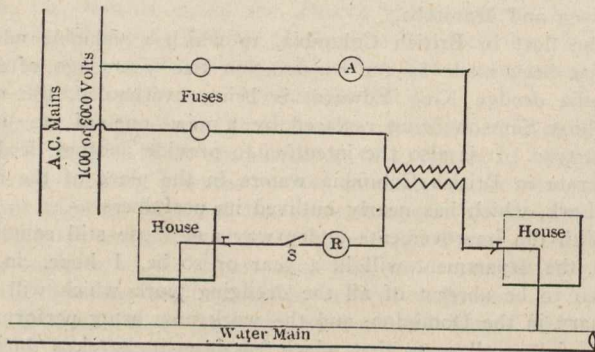 A.C. Mains
1000 or 2000 Volts
Fuses
A
House
S
R
House
Water Main